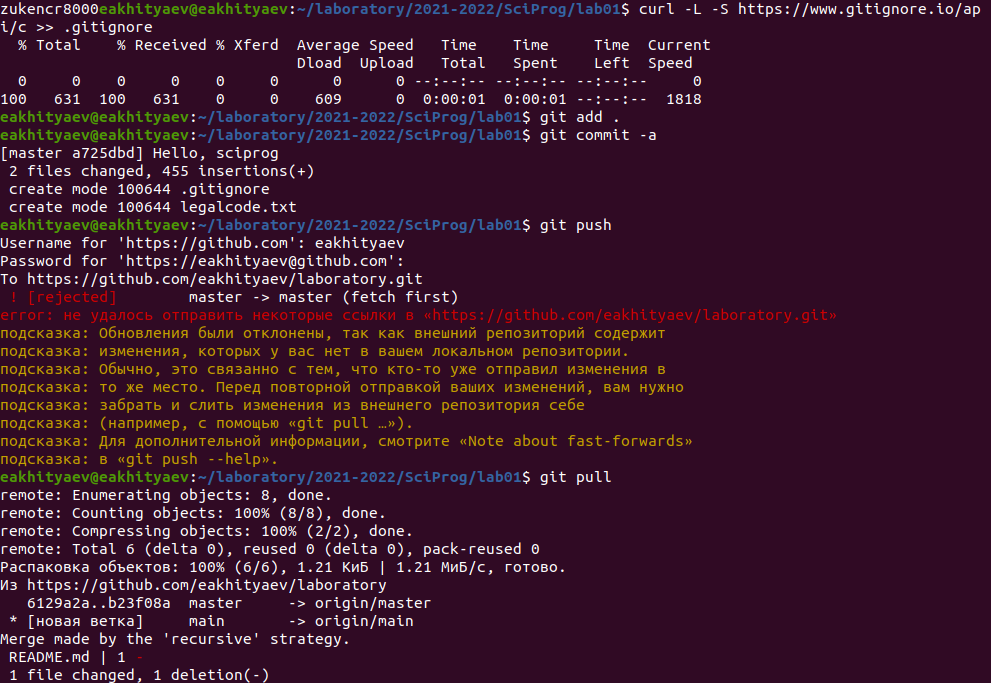 zukencr8000eakhityaev@eakhityaev:~/laboratory/2021-2022/SciProg/lab01$ curl -L -S https://www.gitignore.io/ap
i/c >> .gitignore
  % Total    % Received % Xferd  Average Speed   Time    Time     Time  Current
                                 Dload  Upload   Total   Spent    Left  Speed
  0     0    0     0    0     0      0      0 --:--:-- --:--:-- --:--:--     0
100   631  100   631    0     0    609      0  0:00:01  0:00:01 --:--:--  1818
eakhityaev@eakhityaev:~/laboratory/2021-2022/SciProg/lab01$ git add .
eakhityaev@eakhityaev:~/laboratory/2021-2022/SciProg/lab01$ git commit -a
[master a725dbd] Hello, sciprog
 2 files changed, 455 insertions(+)
 create mode 100644 .gitignore
 create mode 100644 legalcode.txt
eakhityaev@eakhityaev:~/laboratory/2021-2022/SciProg/lab01$ git push
Username for 'https://github.com': eakhityaev
Password for 'https://eakhityaev@github.com':
To https://github.com/eakhityaev/laboratory.git
 ! [rejected]        master -> master (fetch first)
error: не удалось отправить некоторые ссылки в «https://github.com/eakhityaev/laboratory.git»
подсказка: Обновления были отклонены, так как внешний репозиторий содержит
подсказка: изменения, которых у вас нет в вашем локальном репозитории.
подсказка: Обычно, это связанно с тем, что кто-то уже отправил изменения в
подсказка: то же место. Перед повторной отправкой ваших изменений, вам нужно
подсказка: забрать и слить изменения из внешнего репозитория себе
подсказка: (например, с помощью «git pull …»).
подсказка: Для дополнительной информации, смотрите «Note about fast-forwards»
подсказка: в «git push --help».
eakhityaev@eakhityaev:~/laboratory/2021-2022/SciProg/lab01$ git pull
remote: Enumerating objects: 8, done.
remote: Counting objects: 100% (8/8), done.
remote: Compressing objects: 100% (2/2), done.
remote: Total 6 (delta 0), reused 0 (delta 0), pack-reused 0
Распаковка объектов: 100% (6/6), 1.21 КиБ | 1.21 МиБ/с, готово.
Из https://github.com/eakhityaev/laboratory
   6129a2a..b23f08a  master     -> origin/master
 * [новая ветка]     main       -> origin/main
Merge made by the 'recursive' strategy.
 README.md | 1 -
 1 file changed, 1 deletion(-)